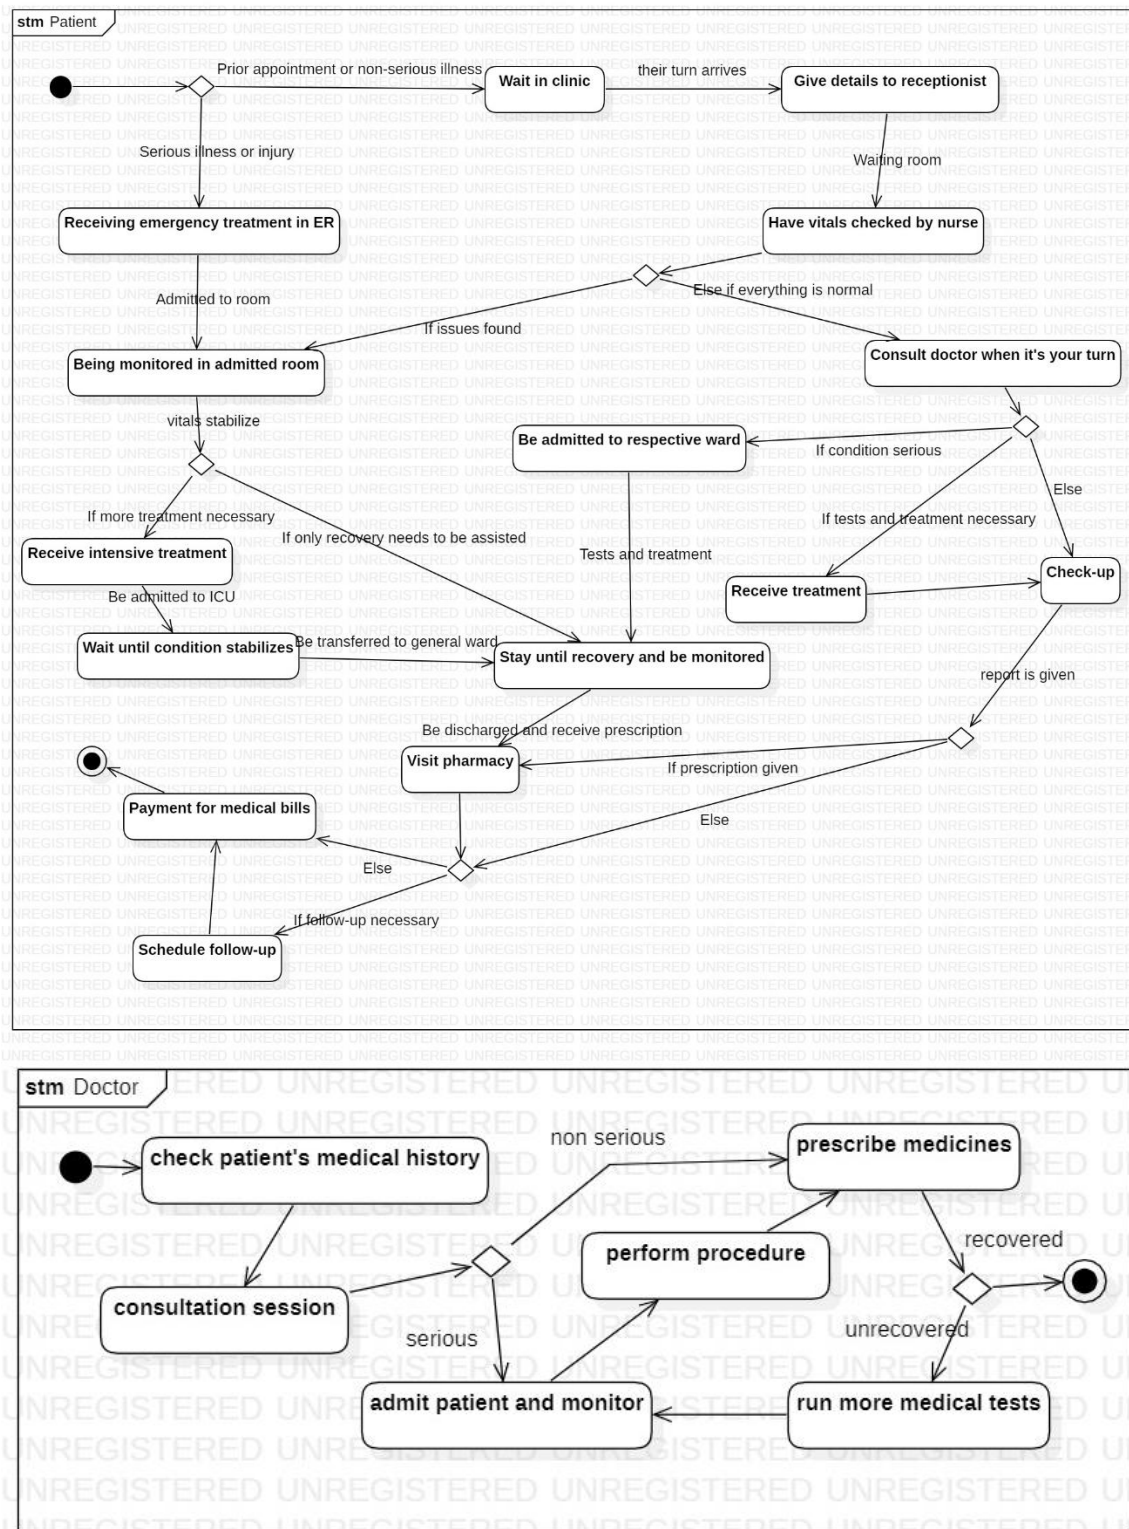 stm Patient
Prior appointment or non-serious illness
Wait in clinic
their turn arrives
Give details to receptionist
Serious illness or injury
Waiting room
Receiving emergency treatment in ER
Have vitals checked by nurse
Admitted to room
Else if everything is normal
If issues found
Being monitored in admitted room
Consult doctor when it's your turn
vitals stabilize
Be admitted to respective ward
If condition serious
Else
If more treatment necessary
If tests and treatment necessary
If only recovery needs to be assisted
Receive intensive treatment
Tests and treatment
Check-up
Be admitted to ICU
Receive treatment
Wait until condition stabilizes
Be transferred to general ward
Stay until recovery and be monitored
report is given
Be discharged and receive prescription
Visit pharmacy
If prescription given
Payment for medical bills
Else
Else
If follow-up necessary
Schedule follow-up
stm Doctor
non serious
prescribe medicines
check patient's medical history
perform procedure
recovered
consultation session
serious
unrecovered
admit patient and monitor
run more medical tests
UNREGISTERED